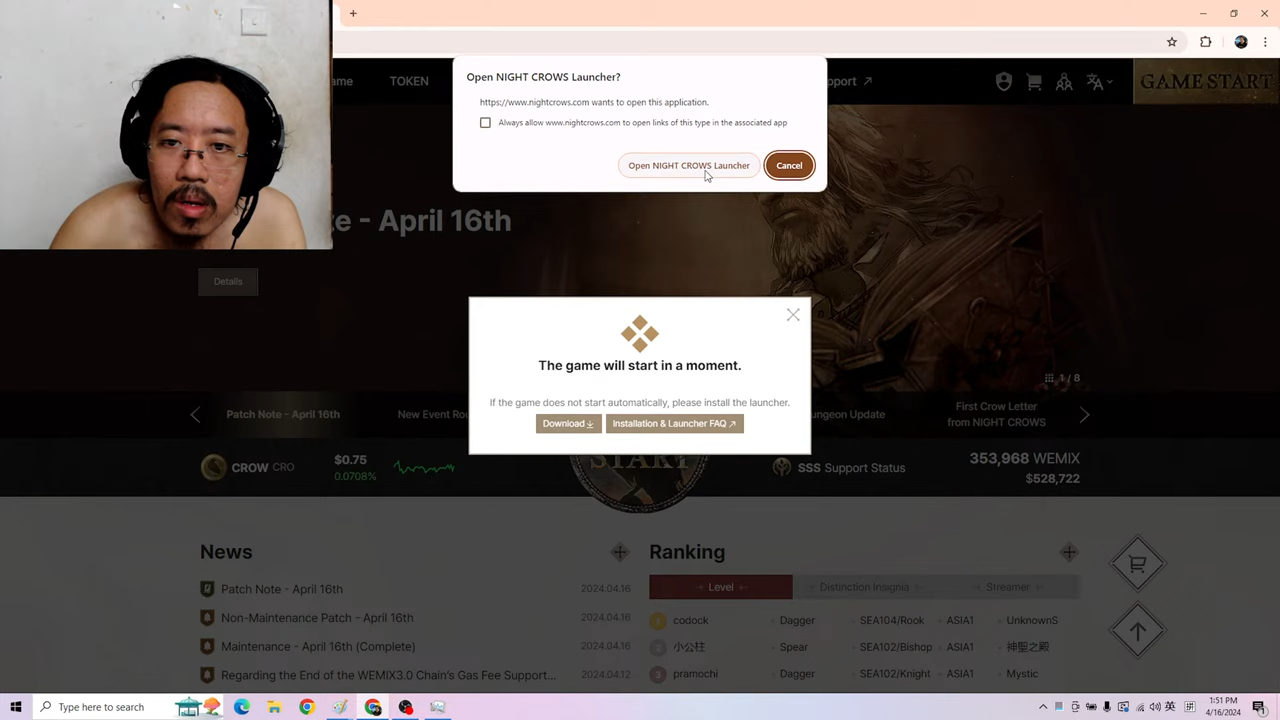 Open NIGHT CROWS Launcher?
https://www.nightcrows.com wants to open this application.
Always allow www.nightcrows.com to open links of this type in the associated app
Open NIGHT CROWS Launcher
Cancel
TOKEN
GAME START
e - April 16th
Details
The game will start in a moment.
If the game does not start automatically, please install the launcher.
Download
Installation & Launcher FAQ
1 / 8
Patch Note - April 16th
New Event Rou
ungeon Update
First Crow Letter
from NIGHT CROWS
CROW CRO
$0.75
0.0708%
START
SSS Support Status
353,968 WEMIX
$528,722
News
Patch Note - April 16th
2024.04.16
Non-Maintenance Patch - April 16th
2024.04.16
Maintenance - April 16th (Complete)
2024.04.16
Regarding the End of the WEMIX3.0 Chain's Gas Fee Support...
2024.04.12
Ranking
Level
Distinction Insignia
Streamer
1 codock Dagger SEA104/Rook ASIA1 UnknownS
2 小公柱 Spear SEA102/Bishop ASIA1 神聖之殿
3 pramochi Dagger SEA102/Knight ASIA1 Mystic
Type here to search
英
拼
1:51 PM
4/16/2024